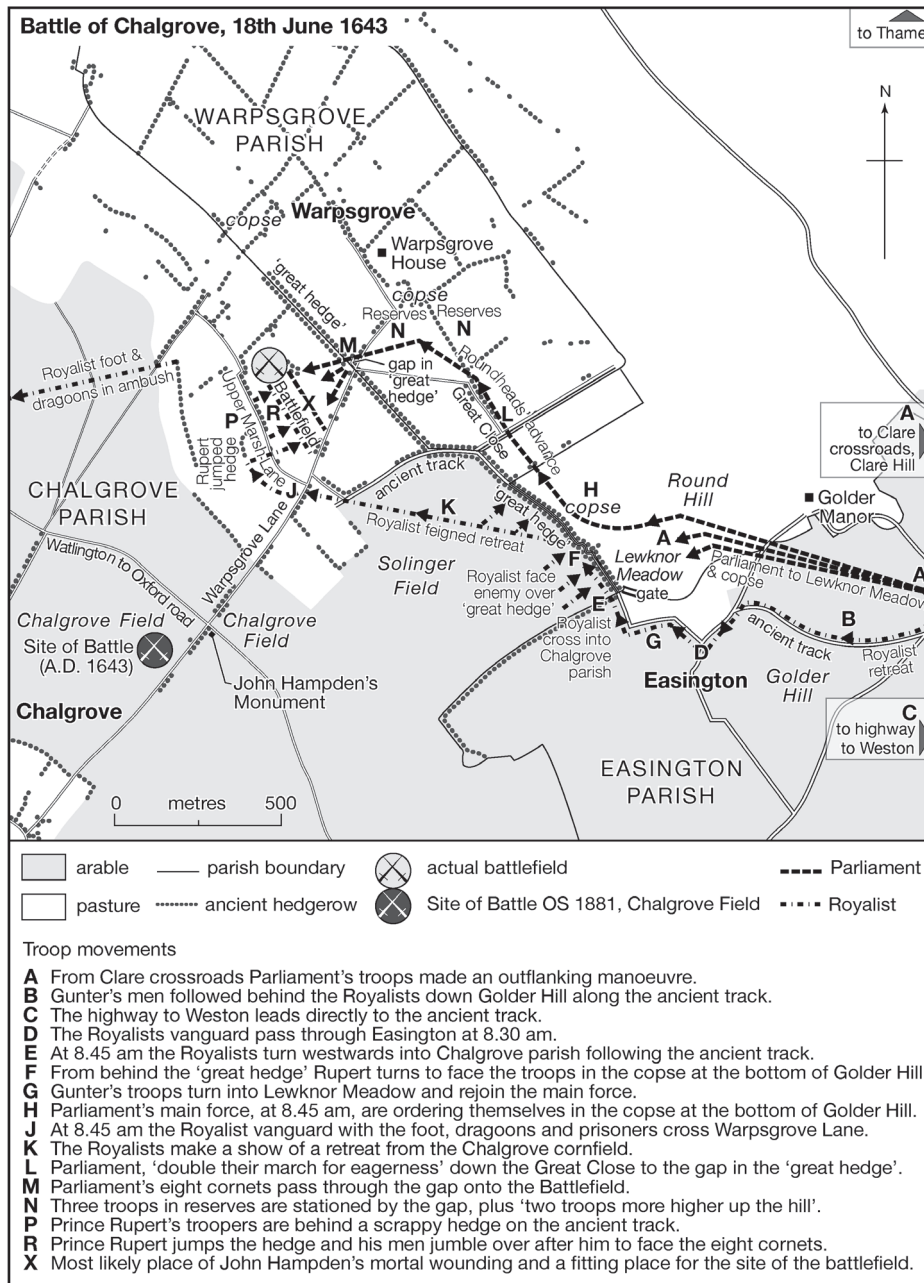 Battle of Chalgrove, 18th June 1643
to Thame
N
WARPSGROVE
PARISH
copse
Warpsgrove
Warpsgrove
House
'great hedge'
copse
Reserves
Reserves
N
N
M
gap in
'great
hedge'
Roundheads' advance
Great Close
L
Royalist foot &
dragoons in ambush
Upper Marsh Lane
Battlefield
P
R
X
Rupert
jumped
hedge
J
ancient track
A
to Clare
crossroads,
Clare Hill
CHALGROVE
PARISH
K
Royalist feigned retreat
'great hedge'
H
copse
Round
Hill
Golder
Manor
A
A
Parliament to Lewknor Meadow
& copse
Lewknor
Meadow
gate
F
Solinger
Field
Royalist face
enemy over
'great hedge'
E
Royalist
cross into
Chalgrove
parish
G
D
B
ancient track
Royalist
retreat
Watlington to Oxford road
Warpsgrove Lane
Chalgrove Field
Chalgrove
Field
Site of Battle
(A.D. 1643)
John Hampden's
Monument
Chalgrove
Easington
Golder
Hill
C
to highway
to Weston
EASINGTON
PARISH
0 metres 500
arable
parish boundary
actual battlefield
Parliament
pasture
ancient hedgerow
Site of Battle OS 1881, Chalgrove Field
Royalist
Troop movements
A From Clare crossroads Parliament's troops made an outflanking manoeuvre.
B Gunter's men followed behind the Royalists down Golder Hill along the ancient track.
C The highway to Weston leads directly to the ancient track.
D The Royalists vanguard pass through Easington at 8.30 am.
E At 8.45 am the Royalists turn westwards into Chalgrove parish following the ancient track.
F From behind the 'great hedge' Rupert turns to face the troops in the copse at the bottom of Golder Hill
G Gunter's troops turn into Lewknor Meadow and rejoin the main force.
H Parliament's main force, at 8.45 am, are ordering themselves in the copse at the bottom of Golder Hill.
J At 8.45 am the Royalist vanguard with the foot, dragoons and prisoners cross Warpsgrove Lane.
K The Royalists make a show of a retreat from the Chalgrove cornfield.
L Parliament, 'double their march for eagerness' down the Great Close to the gap in the 'great hedge'.
M Parliament's eight cornets pass through the gap onto the Battlefield.
N Three troops in reserves are stationed by the gap, plus 'two troops more higher up the hill'.
P Prince Rupert's troopers are behind a scrappy hedge on the ancient track.
R Prince Rupert jumps the hedge and his men jumble over after him to face the eight cornets.
X Most likely place of John Hampden's mortal wounding and a fitting place for the site of the battlefield.